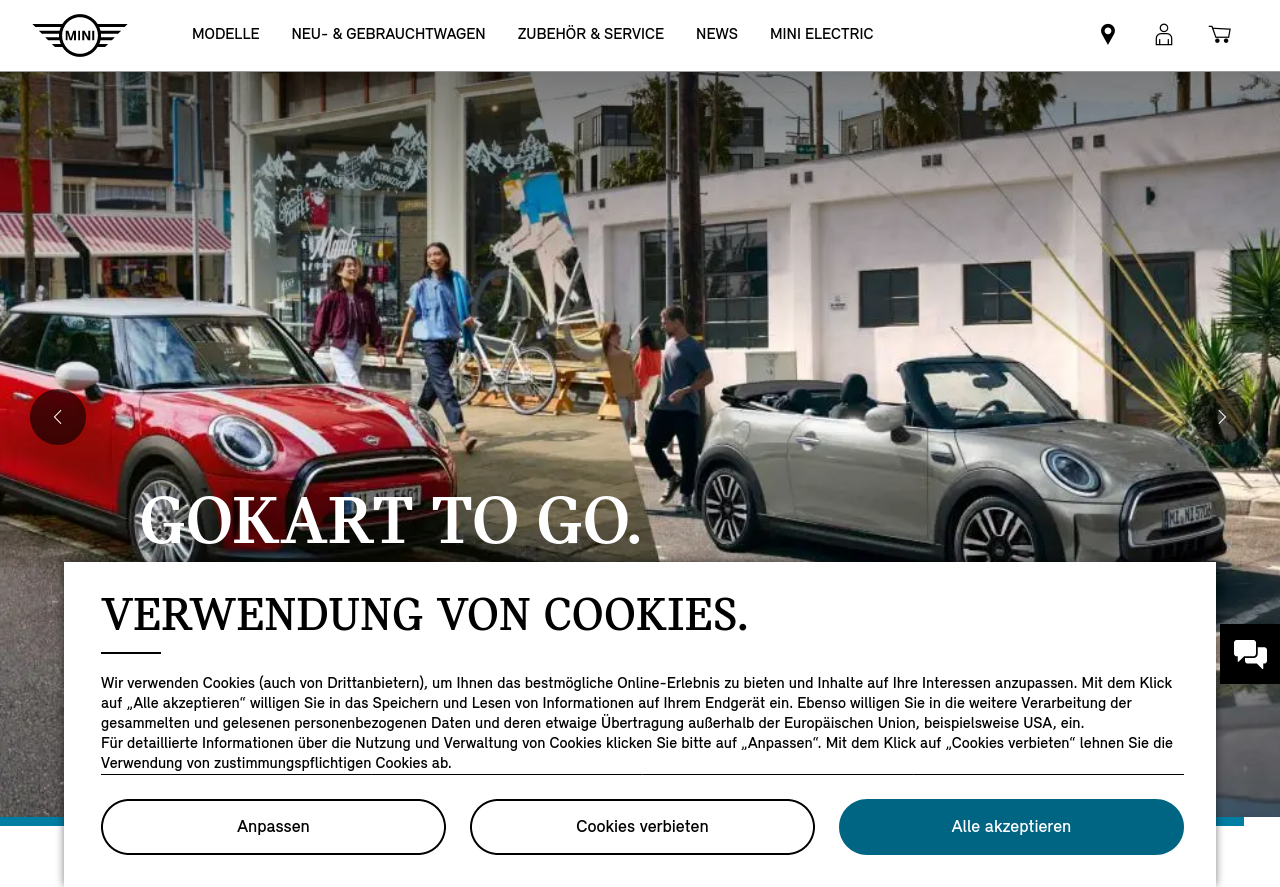 MINI
MODELLE
NEU- & GEBRAUCHTWAGEN
ZUBEHÖR & SERVICE
NEWS
MINI ELECTRIC
GOKART TO GO.
VERWENDUNG VON COOKIES.
Wir verwenden Cookies (auch von Drittanbietern), um Ihnen das bestmögliche Online-Erlebnis zu bieten und Inhalte auf Ihre Interessen anzupassen. Mit dem Klick
auf „Alle akzeptieren“ willigen Sie in das Speichern und Lesen von Informationen auf Ihrem Endgerät ein. Ebenso willigen Sie in die weitere Verarbeitung der
gesammelten und gelesenen personenbezogenen Daten und deren etwaige Übertragung außerhalb der Europäischen Union, beispielsweise USA, ein.
Für detaillierte Informationen über die Nutzung und Verwaltung von Cookies klicken Sie bitte auf „Anpassen“. Mit dem Klick auf „Cookies verbieten“ lehnen Sie die
Verwendung von zustimmungspflichtigen Cookies ab.
Anpassen
Cookies verbieten
Alle akzeptieren